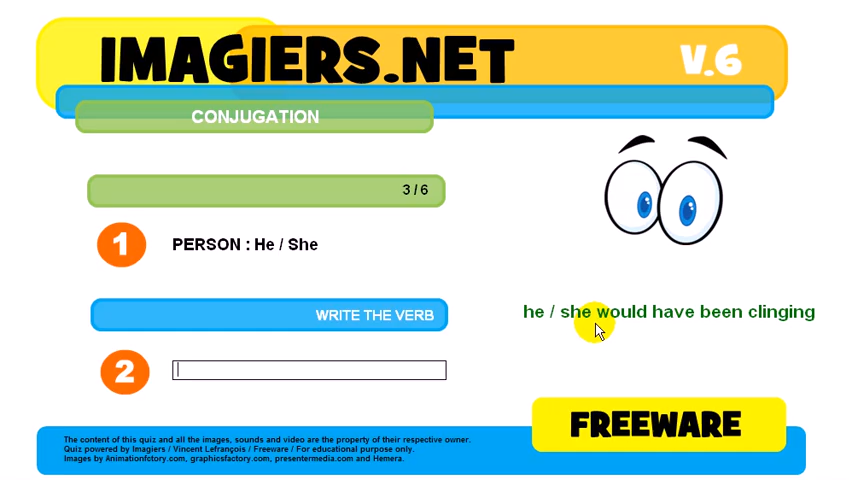 IMAGIERS.NET
V.6
CONJUGATION
3 / 6
1
PERSON : He / She
WRITE THE VERB
he / she would have been clinging
2
FREEWARE
The content of this quiz and all the images, sounds and video are the property of their respective owner.
Quiz powered by Imagiers / Vincent Lefrançois / Freeware / For educational purpose only.
Images by Animationfctory.com, graphicsfactory.com, presentermedia.com and Hemera.